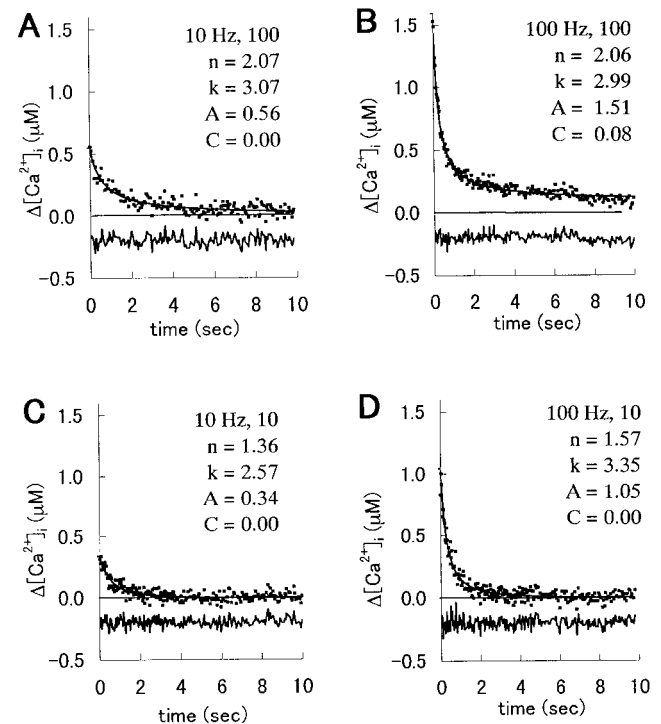 A
10 Hz, 100
n = 2.07
k = 3.07
A = 0.56
C = 0.00
Δ[Ca²⁺]ᵢ (μM)
1.5
1.0
0.5
0.0
−0.5
0 2 4 6 8 10
time (sec)
B
100 Hz, 100
n = 2.06
k = 2.99
A = 1.51
C = 0.08
Δ[Ca²⁺]ᵢ (μM)
1.5
1.0
0.5
0.0
−0.5
0 2 4 6 8 10
time (sec)
C
10 Hz, 10
n = 1.36
k = 2.57
A = 0.34
C = 0.00
Δ[Ca²⁺]ᵢ (μM)
1.5
1.0
0.5
0.0
−0.5
0 2 4 6 8 10
time (sec)
D
100 Hz, 10
n = 1.57
k = 3.35
A = 1.05
C = 0.00
Δ[Ca²⁺]ᵢ (μM)
1.5
1.0
0.5
0.0
−0.5
0 2 4 6 8 10
time (sec)